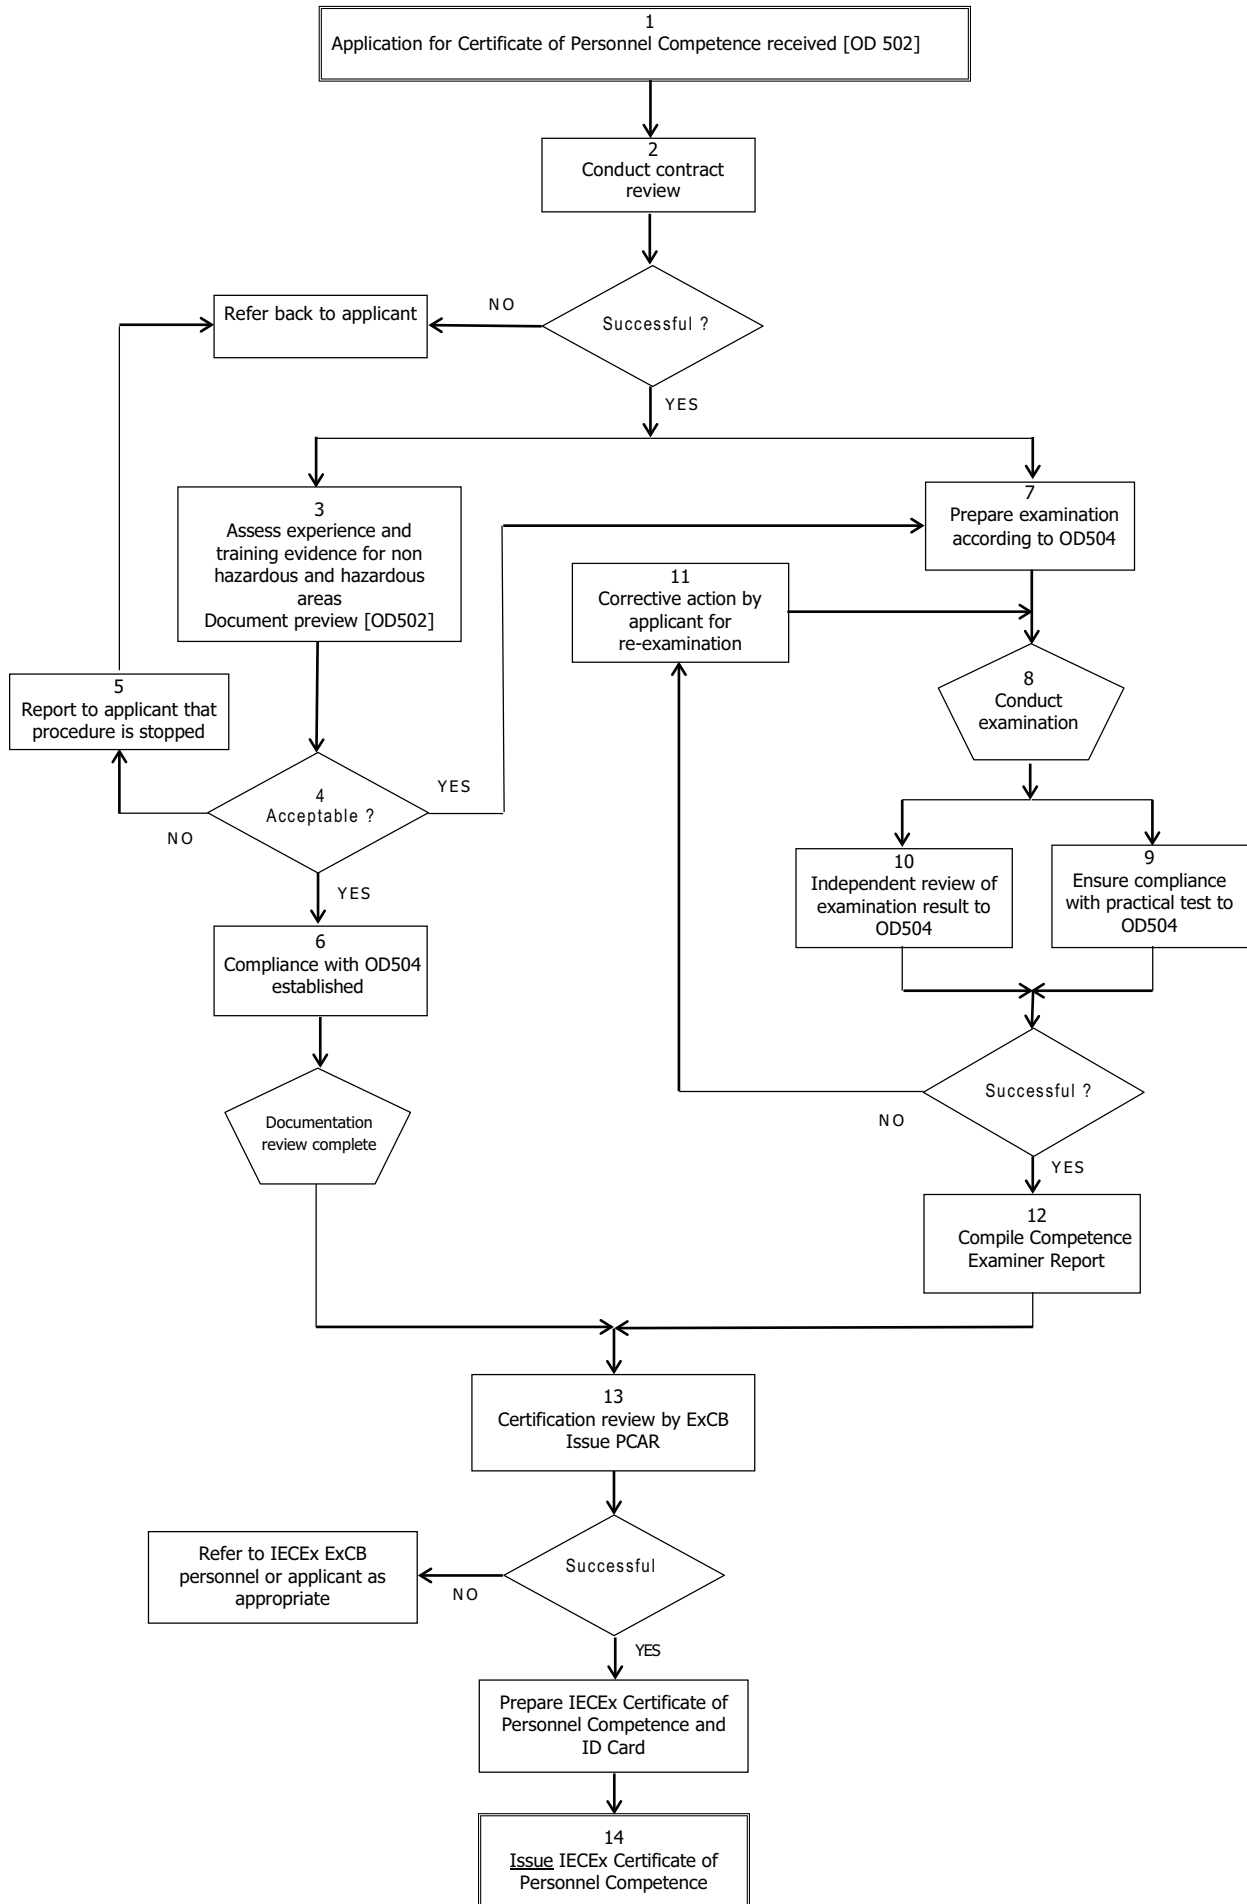 1
Application for Certificate of Personnel Competence received [OD 502]
2
Conduct contract
review
Successful ?
NO
Refer back to applicant
YES
3
Assess experience and
training evidence for non
hazardous and hazardous
areas
Document preview [OD502]
7
Prepare examination
according to OD504
11
Corrective action by
applicant for
re-examination
8
Conduct
examination
5
Report to applicant that
procedure is stopped
4
Acceptable ?
YES
NO
YES
10
Independent review of
examination result to
OD504
9
Ensure compliance
with practical test to
OD504
6
Compliance with OD504
established
Documentation
review complete
Successful ?
NO
YES
12
Compile Competence
Examiner Report
13
Certification review by ExCB
Issue PCAR
Successful
NO
Refer to IECEx ExCB
personnel or applicant as
appropriate
YES
Prepare IECEx Certificate of
Personnel Competence and
ID Card
14
Issue IECEx Certificate of
Personnel Competence